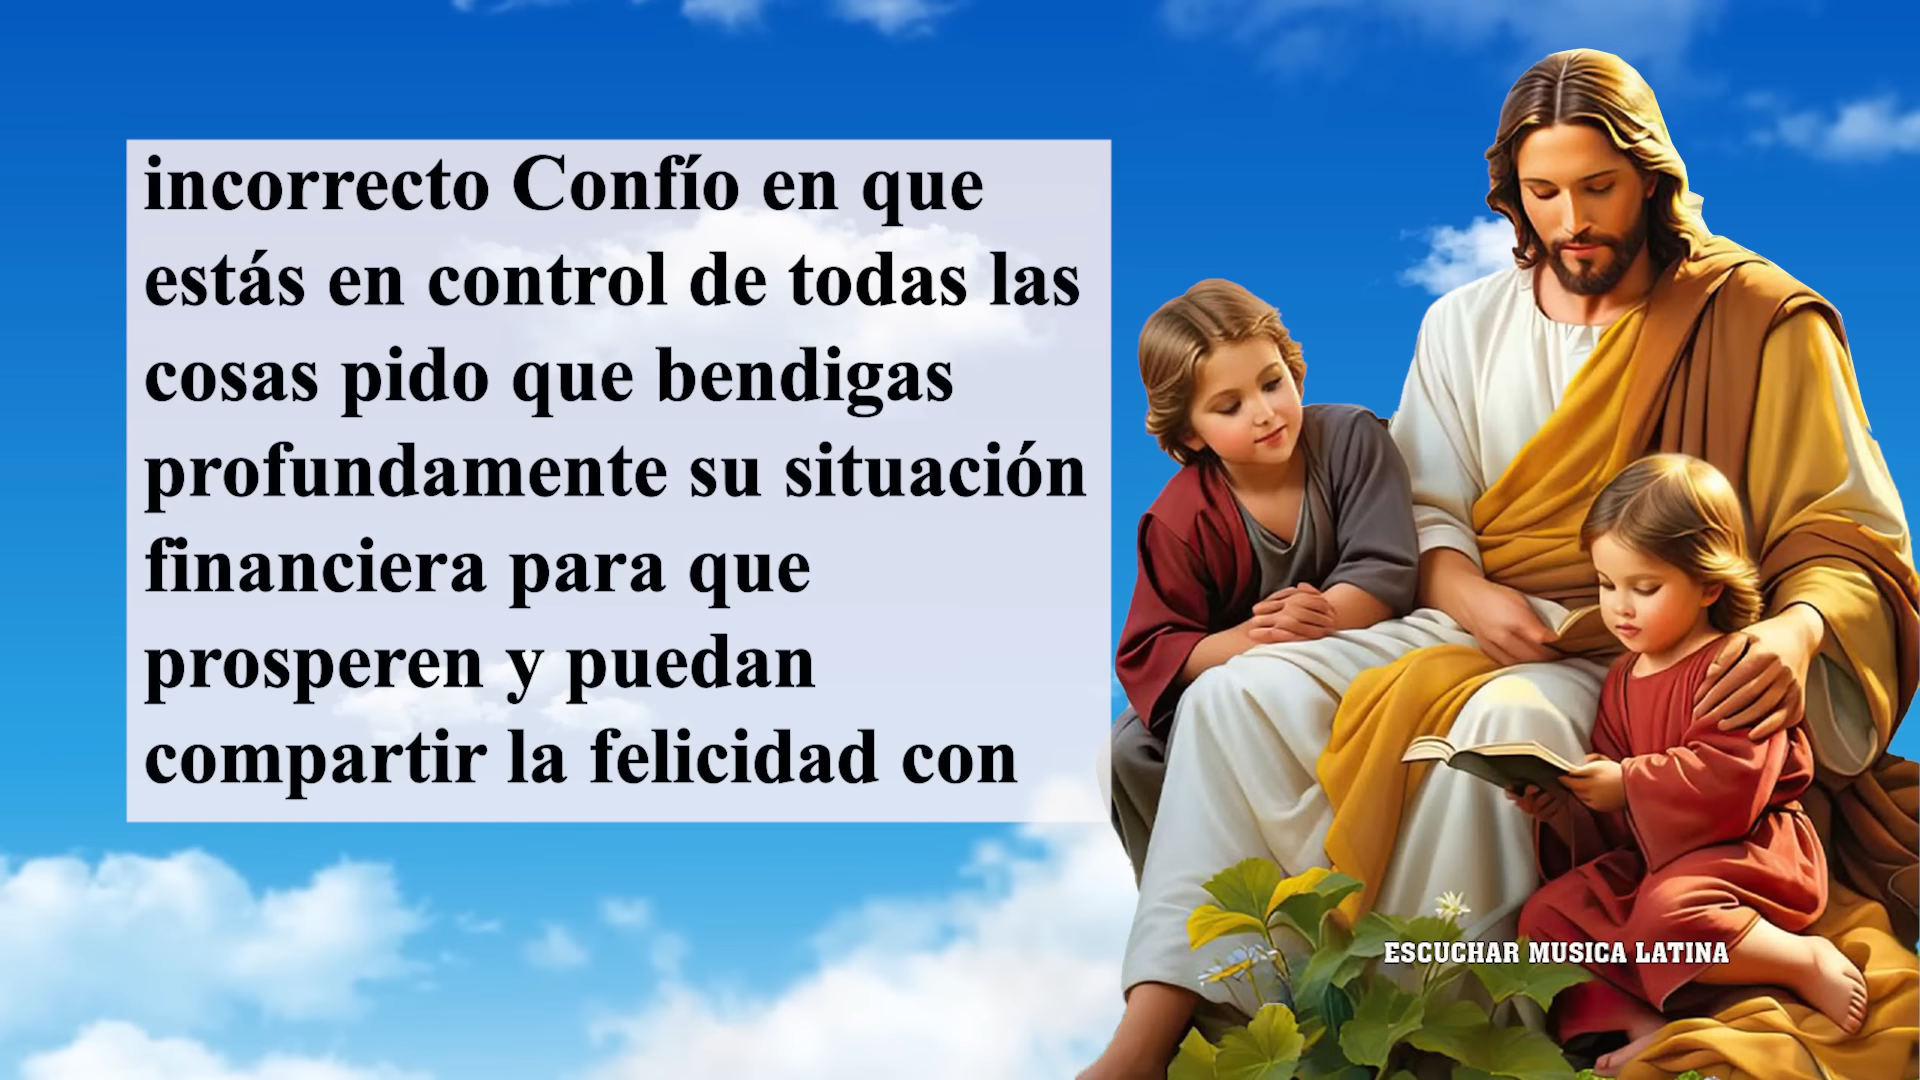 incorrecto Confío en que
estás en control de todas las
cosas pido que bendigas
profundamente su situación
financiera para que
prosperen y puedan
compartir la felicidad con
ESCUCHAR MUSICA LATINA